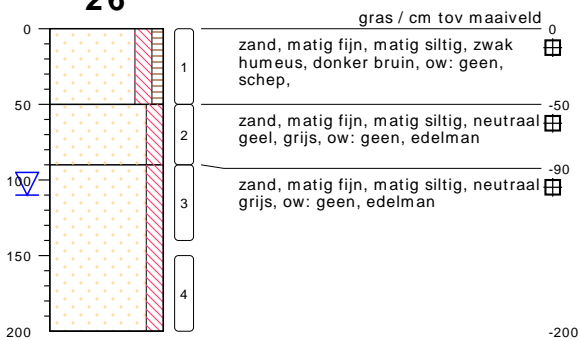 26
gras / cm tov maaiveld
0
0
zand, matig fijn, matig siltig, zwak
humeus, donker bruin, ow: geen,
schep,
1
50
-50
zand, matig fijn, matig siltig, neutraal
geel, grijs, ow: geen, edelman
2
-90
100
zand, matig fijn, matig siltig, neutraal
grijs, ow: geen, edelman
3
150
4
200
-200